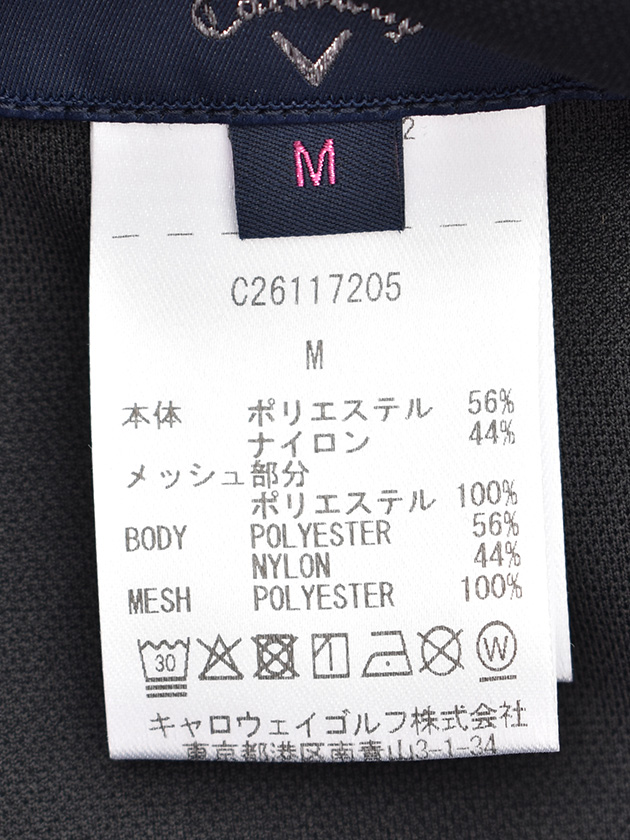 Callaway
M
2
C26117205
M
本体 ポリエステル 56%
ナイロン 44%
メッシュ部分
ポリエステル 100%
BODY POLYESTER 56%
NYLON 44%
MESH POLYESTER 100%
30 W
キャロウェイゴルフ株式会社
東京都港区南青山3-1-34